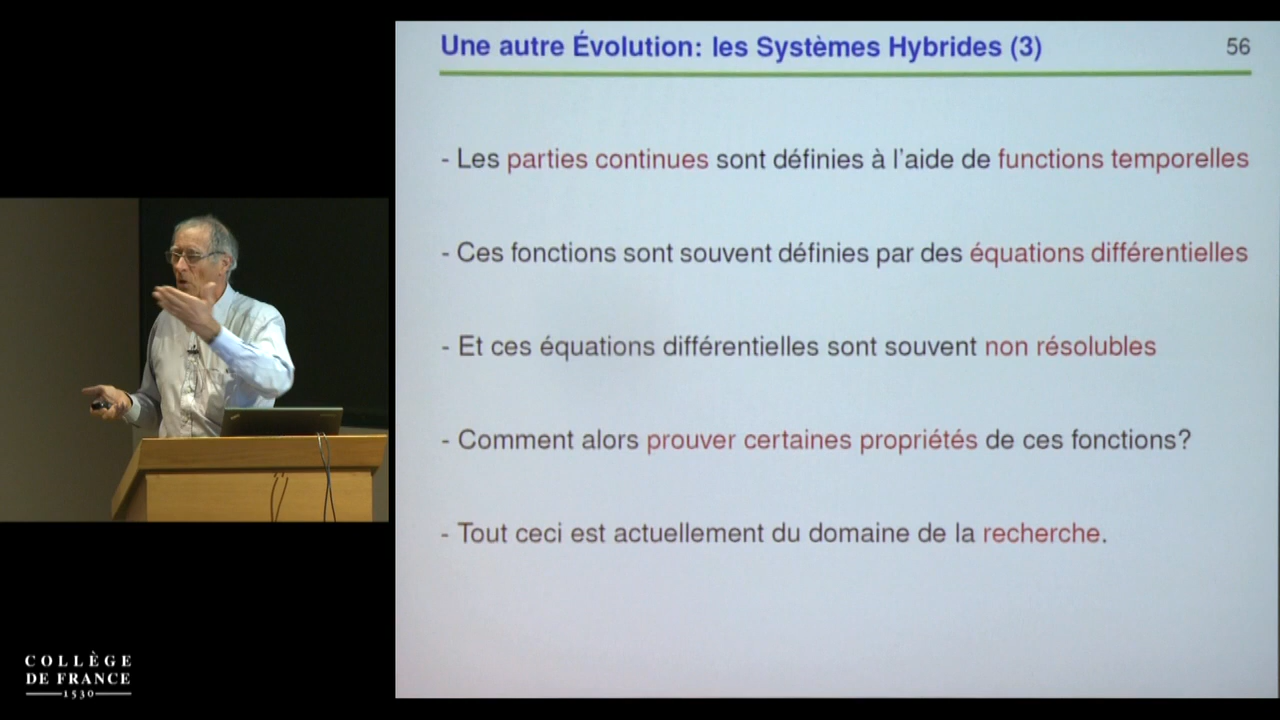 Une autre Évolution: les Systèmes Hybrides (3) 56
- Les parties continues sont définies à l'aide de functions temporelles
- Ces fonctions sont souvent définies par des équations différentielles
- Et ces équations différentielles sont souvent non résolubles
- Comment alors prouver certaines propriétés de ces fonctions?
- Tout ceci est actuellement du domaine de la recherche.
COLLÈGE
DE FRANCE
1530